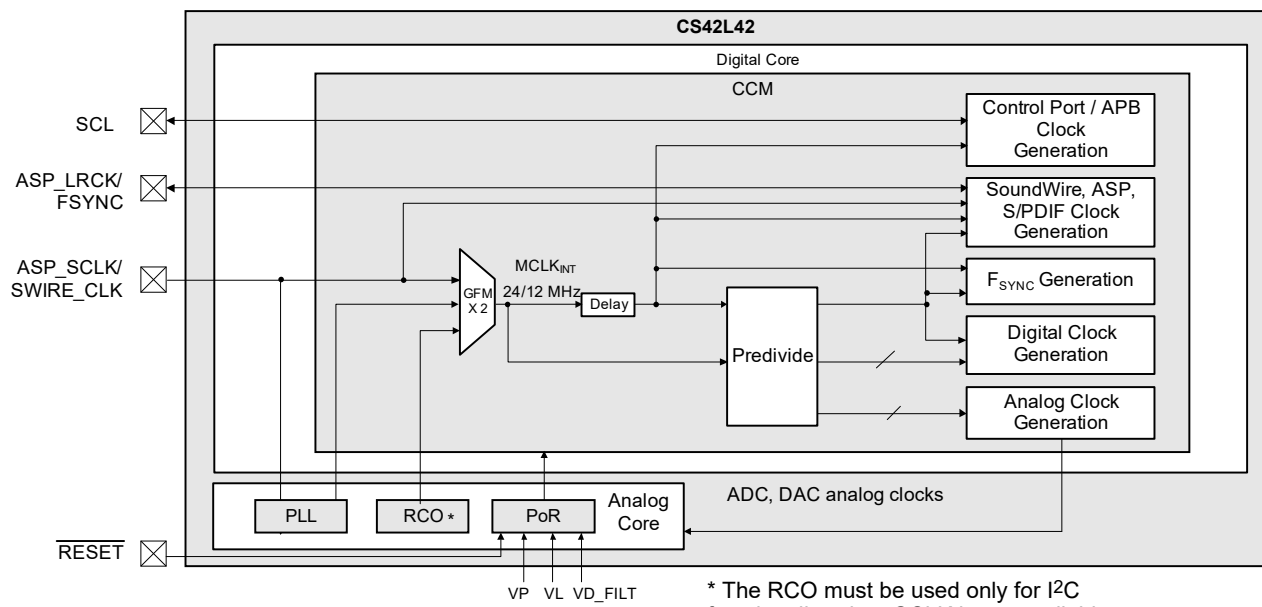 CS42L42
Digital Core
CCM
SCL
Control Port / APB
Clock
Generation
ASP_LRCK/
FSYNC
SoundWire, ASP,
S/PDIF Clock
Generation
ASP_SCLK/
SWIRE_CLK
GFM
X 2
MCLKINT
24/12 MHz
Delay
FSYNC Generation
Predivide
Digital Clock
Generation
Analog Clock
Generation
PLL
RCO *
PoR
Analog
Core
ADC, DAC analog clocks
RESET
VP VL VD_FILT
* The RCO must be used only for I2C